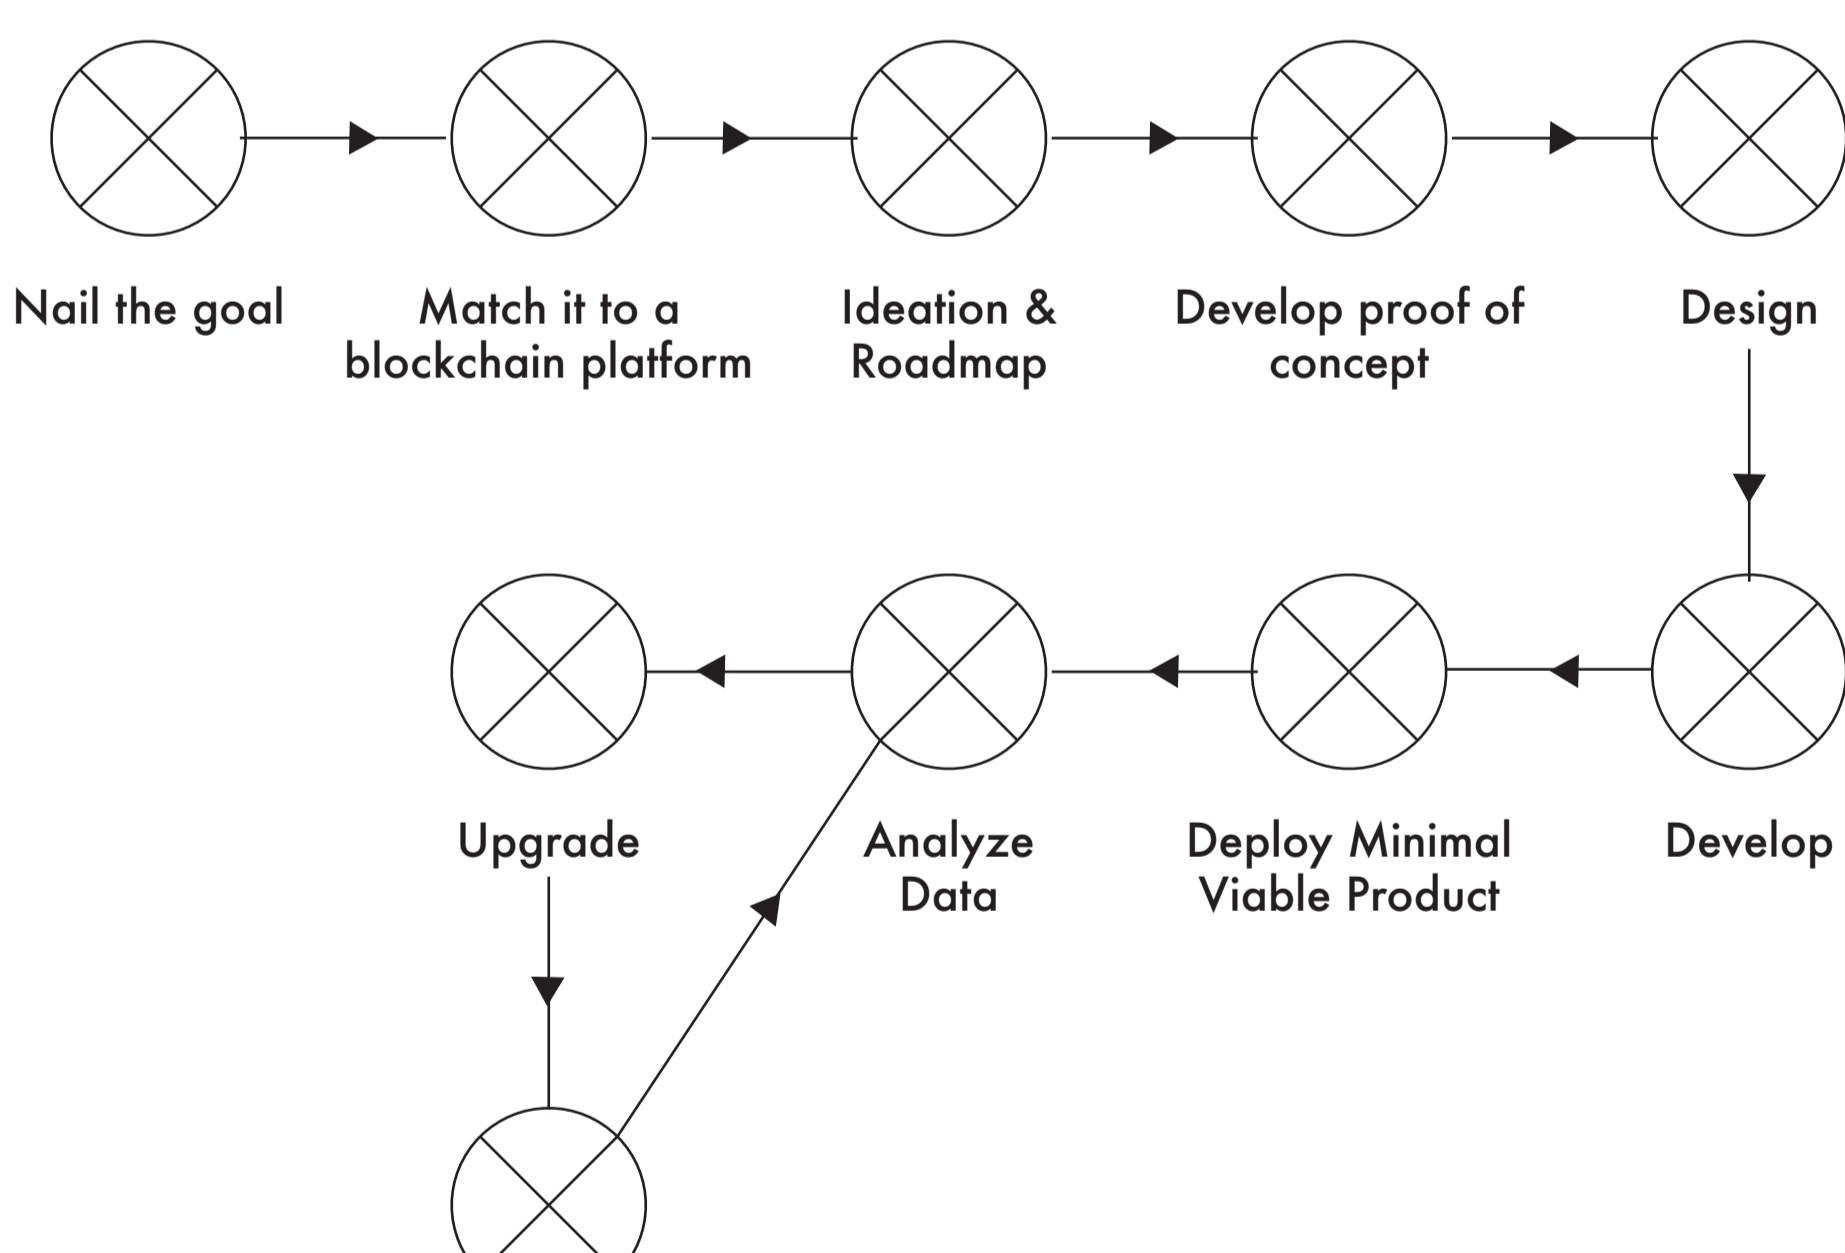 Nail the goal
Match it to a
blockchain platform
Ideation &
Roadmap
Develop proof of
concept
Design
Upgrade
Analyze
Data
Deploy Minimal
Viable Product
Develop